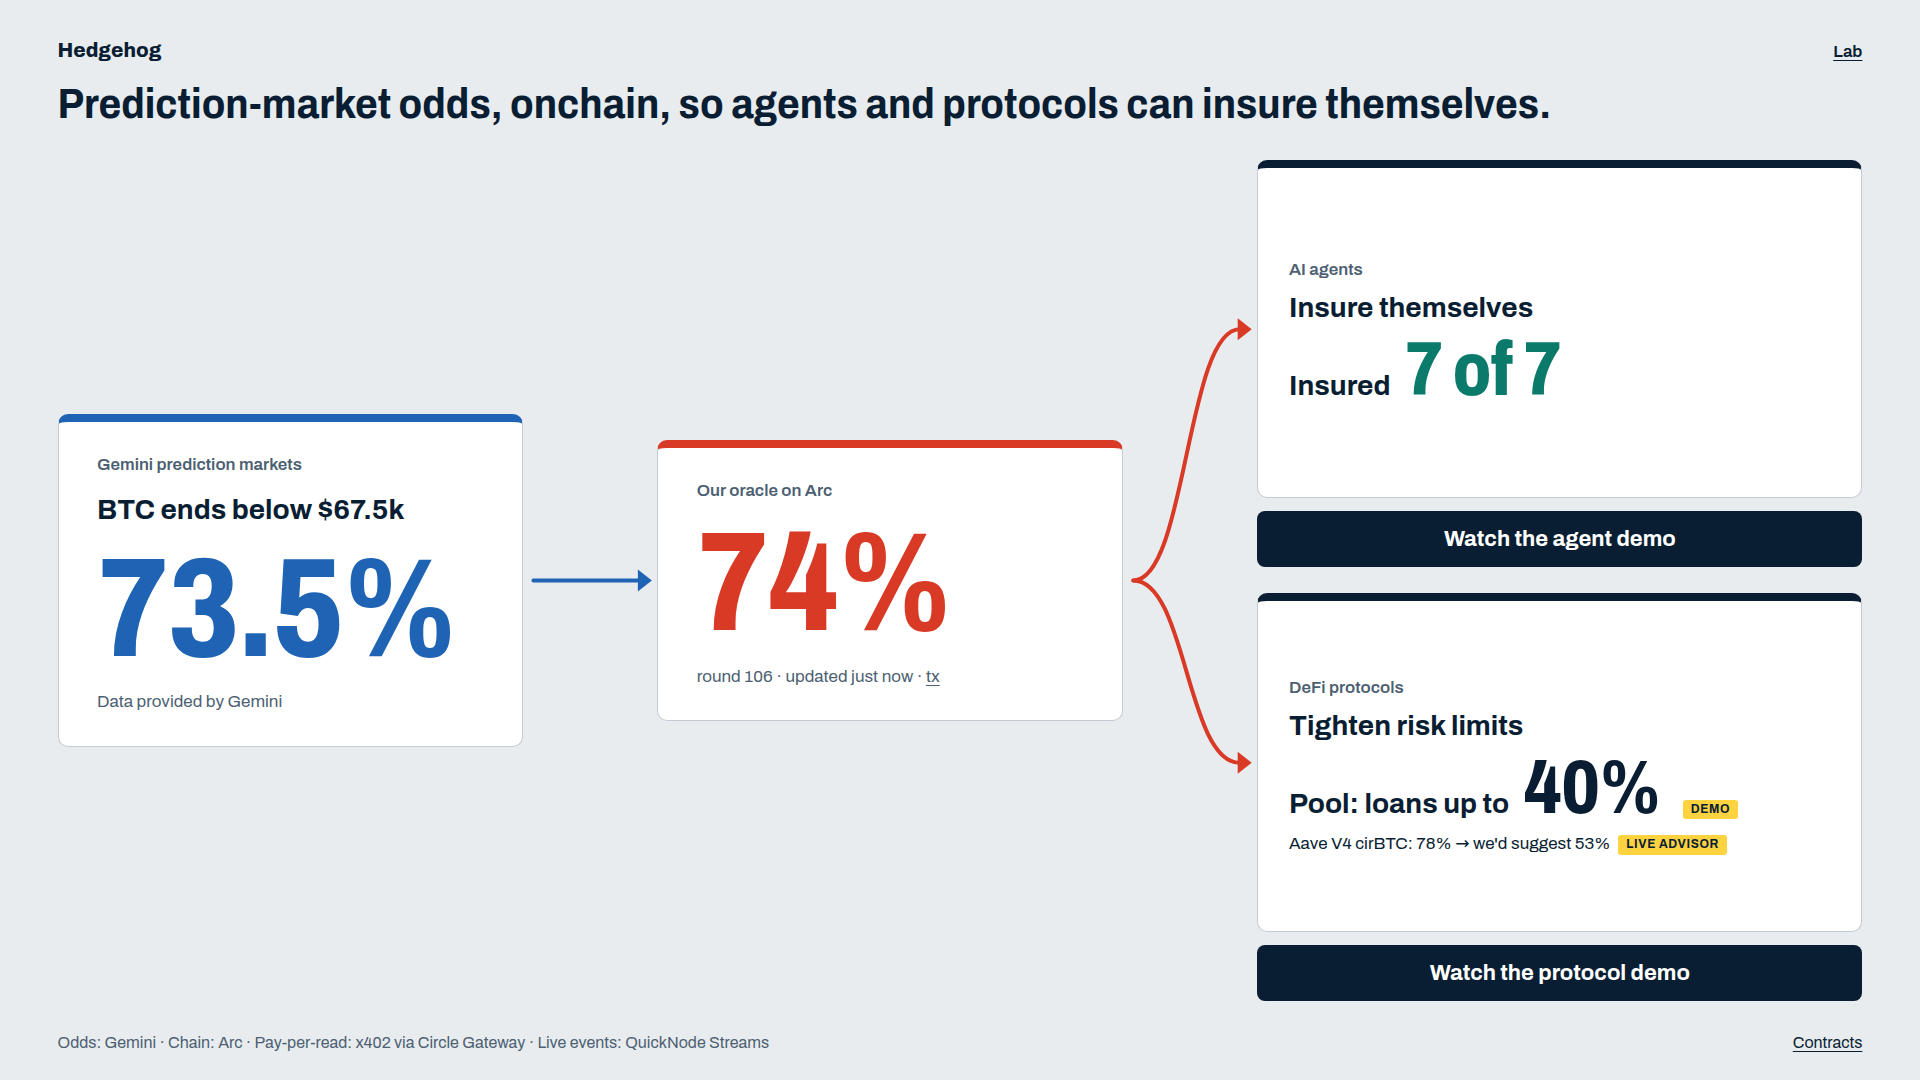 Hedgehog
Lab
Prediction-market odds, onchain, so agents and protocols can insure themselves.
Gemini prediction markets
BTC ends below $67.5k
73.5%
Data provided by Gemini
Our oracle on Arc
74%
round 106 · updated just now · tx
AI agents
Insure themselves
Insured 7 of 7
Watch the agent demo
DeFi protocols
Tighten risk limits
Pool: loans up to 40% DEMO
Aave V4 cirBTC: 78% → we'd suggest 53% LIVE ADVISOR
Watch the protocol demo
Odds: Gemini · Chain: Arc · Pay-per-read: x402 via Circle Gateway · Live events: QuickNode Streams
Contracts